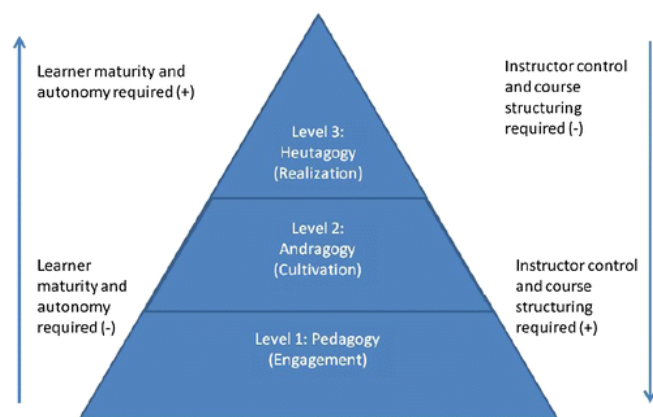 Learner maturity and
autonomy required (+)
Instructor control
and course
structuring
required (-)
Level 3:
Heutagogy
(Realization)
Level 2:
Andragogy
(Cultivation)
Learner
maturity and
autonomy
required (-)
Instructor control
and course
structuring
required (+)
Level 1: Pedagogy
(Engagement)